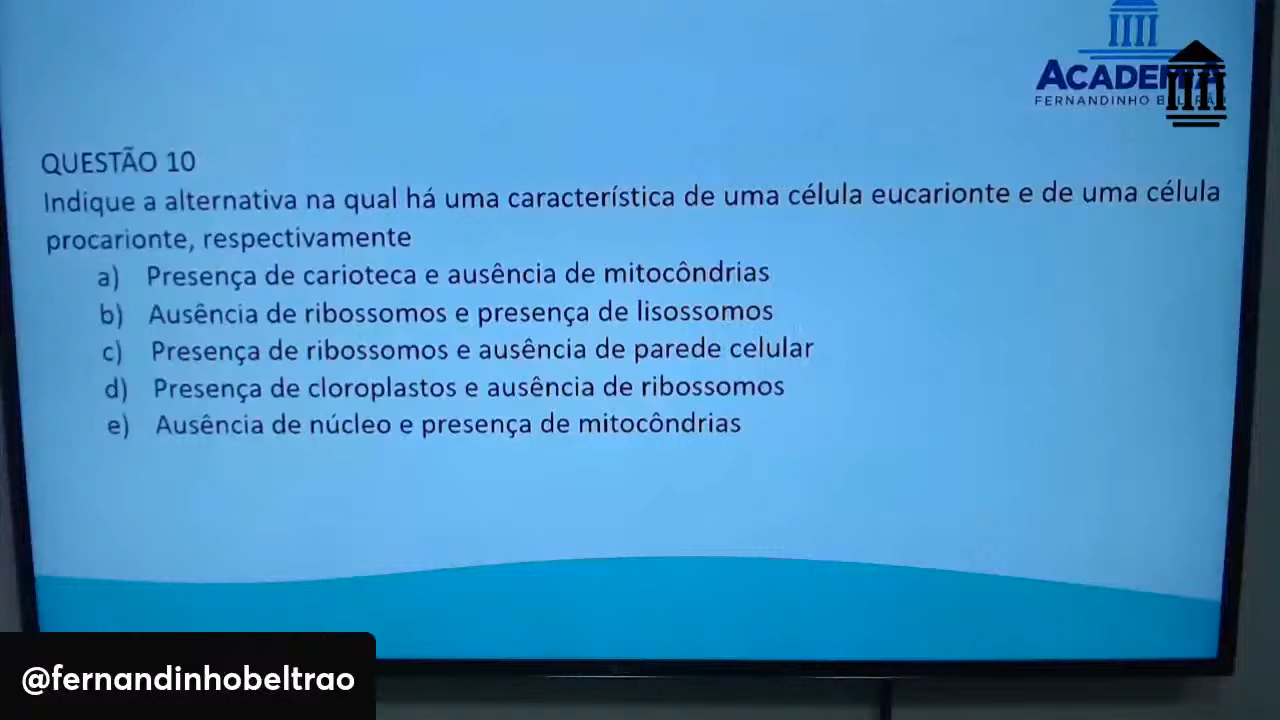 ACADEMIA
FERNANDINHO BELTRÃO
QUESTÃO 10
Indique a alternativa na qual há uma característica de uma célula eucarionte e de uma célula
procarionte, respectivamente
a) Presença de carioteca e ausência de mitocôndrias
b) Ausência de ribossomos e presença de lisossomos
c) Presença de ribossomos e ausência de parede celular
d) Presença de cloroplastos e ausência de ribossomos
e) Ausência de núcleo e presença de mitocôndrias
@fernandinhobeltrao